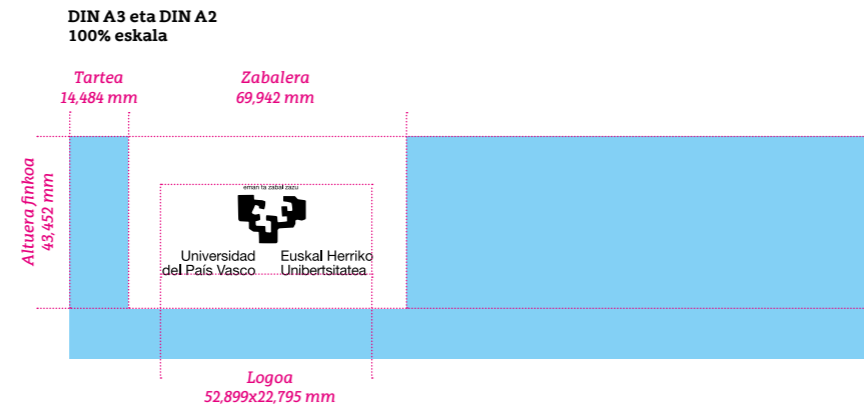 DIN A3 eta DIN A2
100% eskala
Tartea
14,484 mm
Zabalera
69,942 mm
Altuera finkoa
43,452 mm
eman ta zabal zazu
Universidad
del País Vasco
Euskal Herriko
Unibertsitatea
Logoa
52,899x22,795 mm